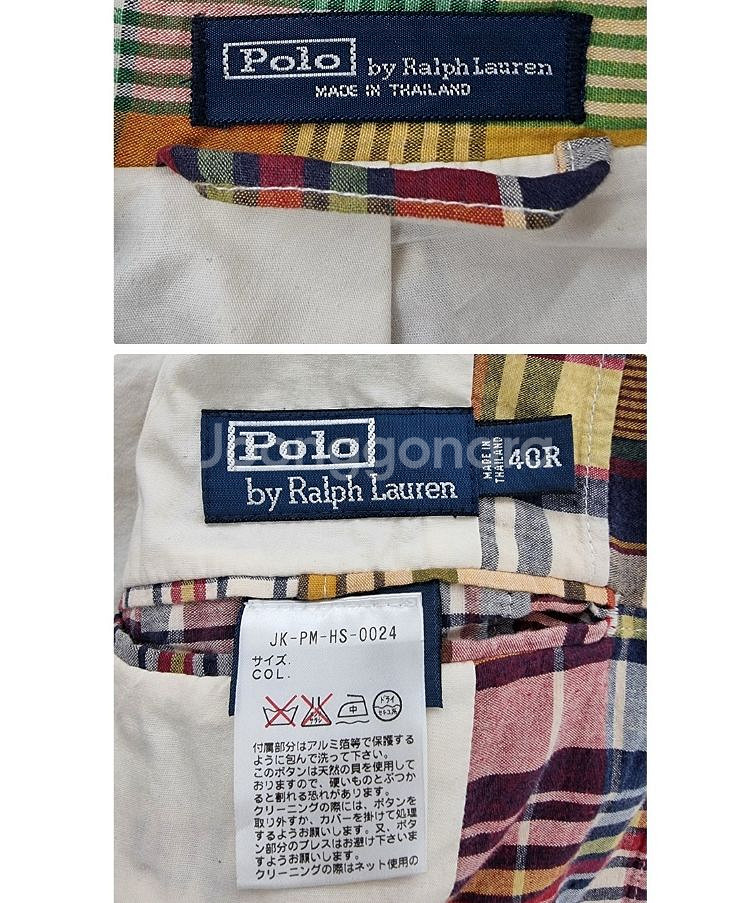 Polo by Ralph Lauren
MADE IN THAILAND
Polo
by Ralph Lauren
MADE IN
THAILAND
40R
Joonggonara
JK-PM-HS-0024
サイズ.
COL.
中
ドライ
セキユ系
付属部分はアルミ箔等で保護する
ように包んで洗って下さい。
このボタンは天然の貝を使用して
おりますので、硬いものとぶつか
ると割れる恐れがあります。
クリーニングの際には、ボタンを
取り外すか、カバーを掛けて処理
するようお願いします。又、ボタ
ン部分のプレスはお避け下さいま
すようお願いします。
クリーニングの際はネット使用の